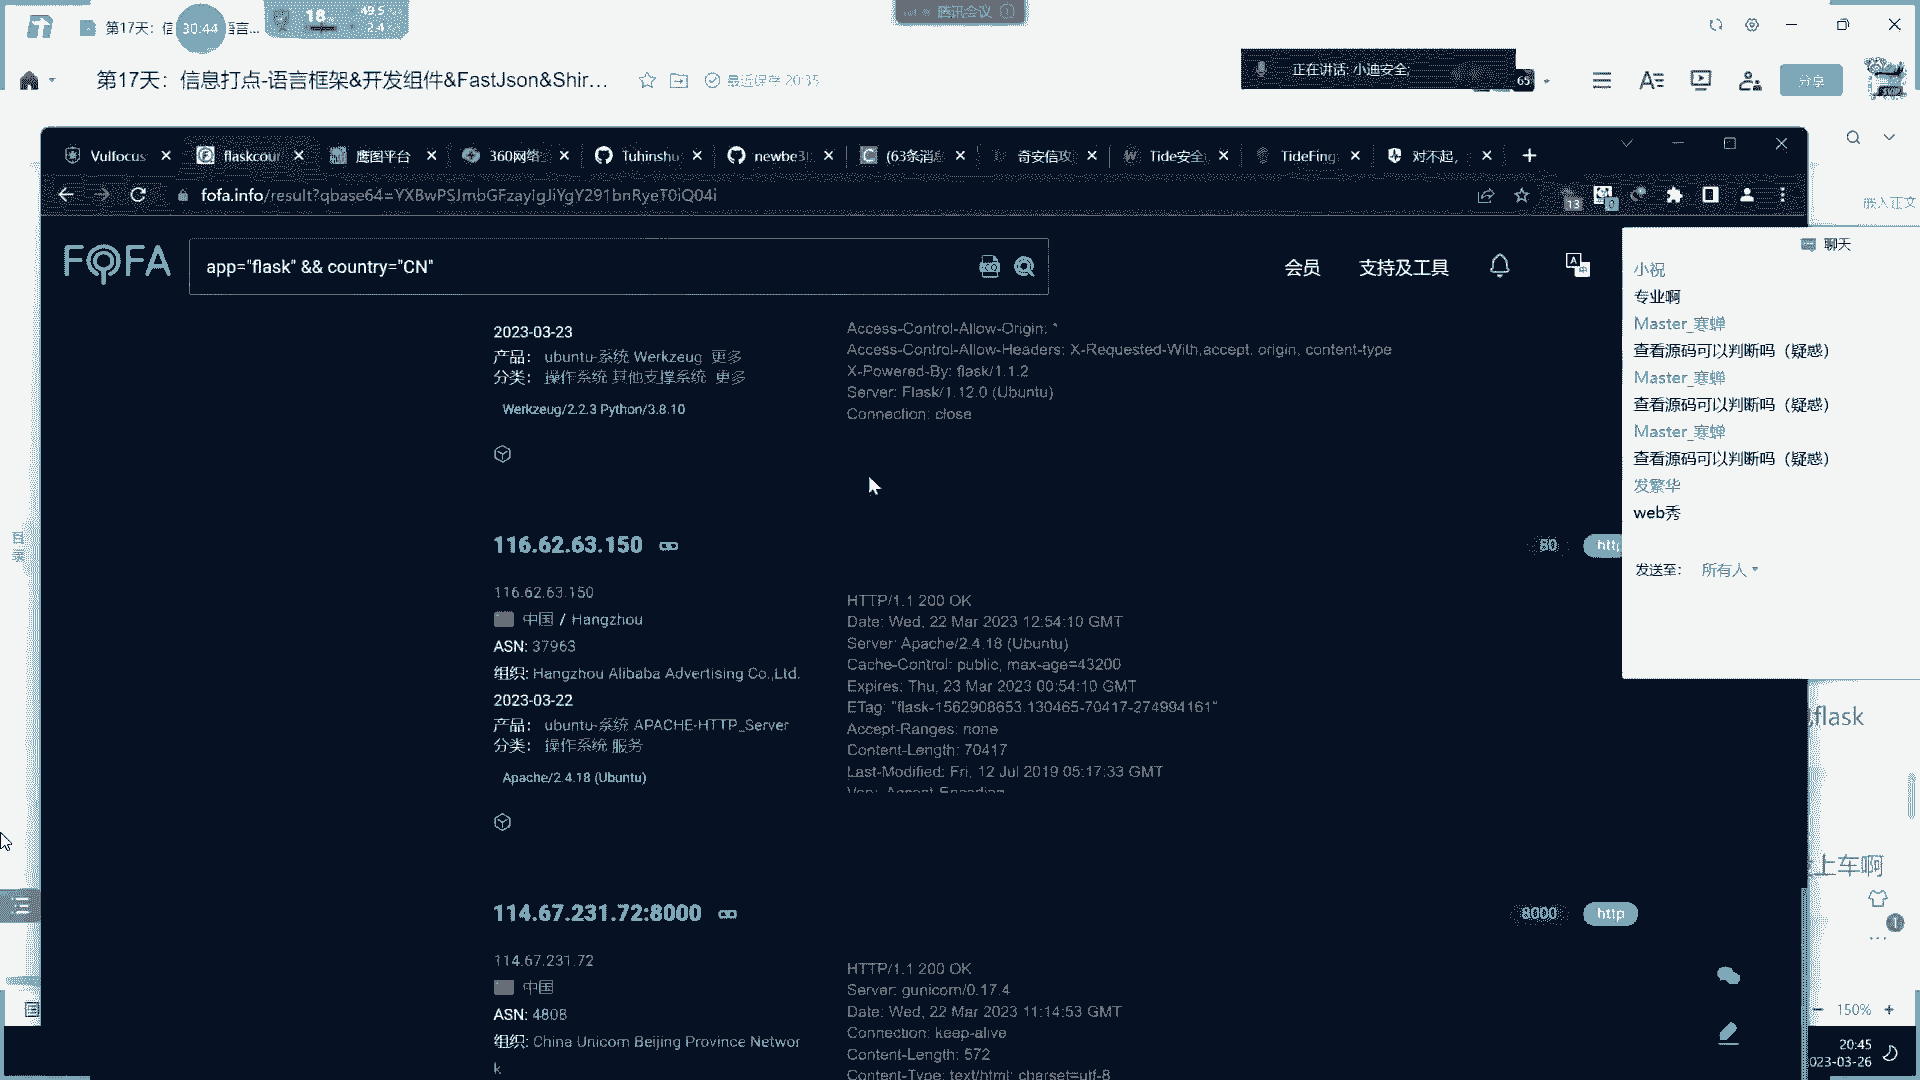 第17天：信
30:44
语言...
18
49.5
2.4
腾讯会议
第17天：信息打点-语言框架&开发组件&FastJson&Shir...
最近保存 20:35
正在讲话: 小迪安全;
65
分享
Vulfocus
flaskcour
鹰图平台
360网络
Tuhinshu
newbe3
(63条消息
奇安信攻
Tide安全
TideFing
对不起，
fofa.info/result?qbase64=YXBwPSJmbGFzayIgJiYgY291bnRyeT0iQ04i
13
0
嵌入正文
FOFA
app="flask" && country="CN"
会员
支持及工具
聊天
小祝
专业啊
Master_寒蝉
查看源码可以判断吗（疑惑）
Master_寒蝉
查看源码可以判断吗（疑惑）
Master_寒蝉
查看源码可以判断吗（疑惑）
发繁华
web秀
发送至： 所有人
2023-03-23
产品： ubuntu-系统 Werkzeug 更多
分类： 操作系统 其他支撑系统 更多
Werkzeug/2.2.3 Python/3.8.10
Access-Control-Allow-Origin: *
Access-Control-Allow-Headers: X-Requested-With,accept, origin, content-type
X-Powered-By: flask/1.1.2
Server: Flask/1.12.0 (Ubuntu)
Connection: close
116.62.63.150
80
http
116.62.63.150
中国 / Hangzhou
ASN: 37963
组织: Hangzhou Alibaba Advertising Co.,Ltd.
2023-03-22
产品： ubuntu-系统 APACHE-HTTP_Server
分类： 操作系统 服务
Apache/2.4.18 (Ubuntu)
HTTP/1.1 200 OK
Date: Wed, 22 Mar 2023 12:54:10 GMT
Server: Apache/2.4.18 (Ubuntu)
Cache-Control: public, max-age=43200
Expires: Thu, 23 Mar 2023 00:54:10 GMT
ETag: "flask-1562908653.130465-70417-274994161"
Accept-Ranges: none
Content-Length: 70417
Last-Modified: Fri, 12 Jul 2019 05:17:33 GMT
Vary: Accept-Encoding
114.67.231.72:8000
8000
http
114.67.231.72
中国
ASN: 4808
组织: China Unicom Beijing Province Networ
k
HTTP/1.1 200 OK
Server: gunicorn/0.17.4
Date: Wed, 22 Mar 2023 11:14:53 GMT
Connection: keep-alive
Content-Length: 572
Content-Type: text/html; charset=utf-8
目
录
flask
上车啊
1
150%
20:45
023-03-26